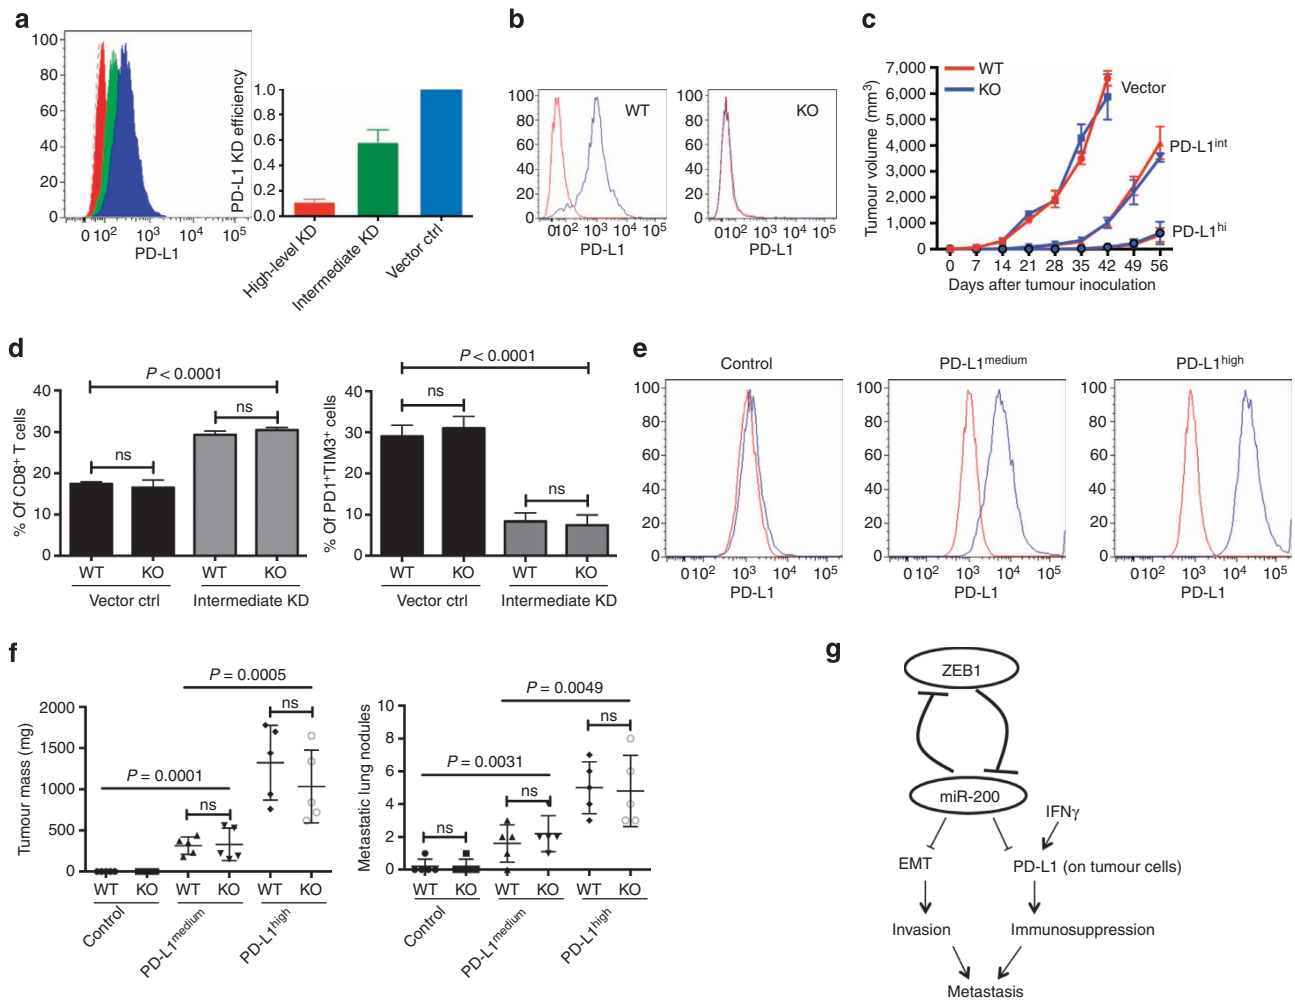 a
100
80
60
40
20
0
0 10² 10³ 10⁴ 10⁵
PD-L1
PD-L1 KD efficiency
1.0
0.8
0.6
0.4
0.2
0.0
High-level KD
Intermediate KD
Vector ctrl
b
100
80
60
40
20
0
WT
010² 10³ 10⁴ 10⁵
PD-L1
100
80
60
40
20
0
KO
010² 10³ 10⁴ 10⁵
PD-L1
c
Tumour volume (mm³)
7,000
6,000
5,000
4,000
3,000
2,000
1,000
0
WT
KO
Vector
PD-L1ⁱⁿᵗ
PD-L1ʰⁱ
0 7 14 21 28 35 42 49 56
Days after tumour inoculation
d
% Of CD8⁺ T cells
40
30
20
10
0
P < 0.0001
ns
ns
WT KO WT KO
Vector ctrl Intermediate KD
% Of PD1⁺TIM3⁺ cells
40
30
20
10
0
P < 0.0001
ns
ns
WT KO WT KO
Vector ctrl Intermediate KD
e
Control
100
80
60
40
20
0
0 10² 10³ 10⁴ 10⁵
PD-L1
PD-L1ᵐᵉᵈⁱᵘᵐ
100
80
60
40
20
0
0 10² 10³ 10⁴ 10⁵
PD-L1
PD-L1ʰⁱᵍʰ
100
80
60
40
20
0
0 10² 10³ 10⁴ 10⁵
PD-L1
f
Tumour mass (mg)
2000
1500
1000
500
0
P = 0.0005
ns
P = 0.0001
ns
WT KO WT KO WT KO
Control
PD-L1ᵐᵉᵈⁱᵘᵐ
PD-L1ʰⁱᵍʰ
Metastatic lung nodules
10
8
6
4
2
0
P = 0.0049
ns
P = 0.0031
ns
ns
WT KO WT KO WT KO
Control
PD-L1ᵐᵉᵈⁱᵘᵐ
PD-L1ʰⁱᵍʰ
g
ZEB1
miR-200
IFNγ
EMT PD-L1 (on tumour cells)
Invasion Immunosuppression
Metastasis